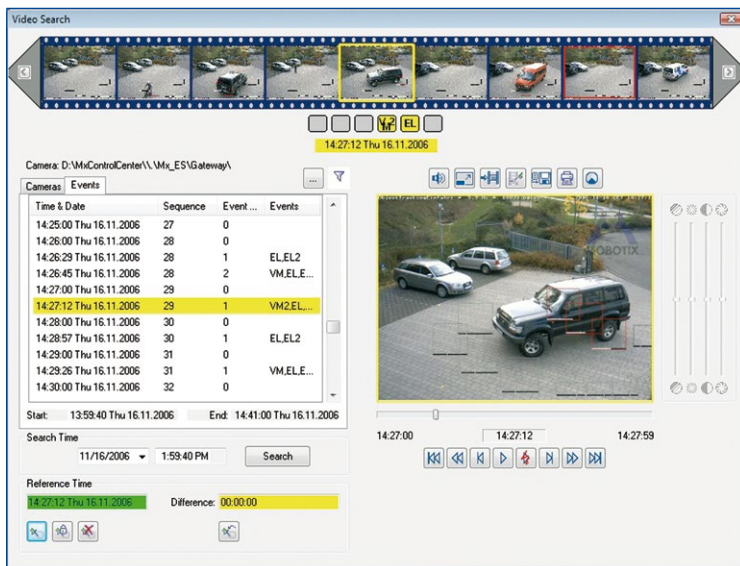 Video Search
EL
14:27:12 Thu 16.11.2006
Camera: D:\MxControlCenter\\.\Mx_ES\Gateway\
...
Cameras Events
Time & Date Sequence Event ... Events
14:25:00 Thu 16.11.2006 27 0
14:26:00 Thu 16.11.2006 28 0
14:26:29 Thu 16.11.2006 28 1 EL,EL2
14:26:45 Thu 16.11.2006 28 2 VM,EL,E...
14:27:00 Thu 16.11.2006 29 0
14:27:12 Thu 16.11.2006 29 1 VM2,EL,...
14:28:00 Thu 16.11.2006 30 0
14:28:57 Thu 16.11.2006 30 1 EL,EL2
14:29:00 Thu 16.11.2006 31 0
14:29:26 Thu 16.11.2006 31 1 VM,EL,E...
14:30:00 Thu 16.11.2006 32 0
Start: 13:59:40 Thu 16.11.2006 End: 14:41:00 Thu 16.11.2006
MOBOTIX
14:27:00 14:27:12 14:27:59
Search Time
11/16/2006 1:59:40 PM Search
Reference Time
14:27:12 Thu 16.11.2006 Difference: 00:00:00